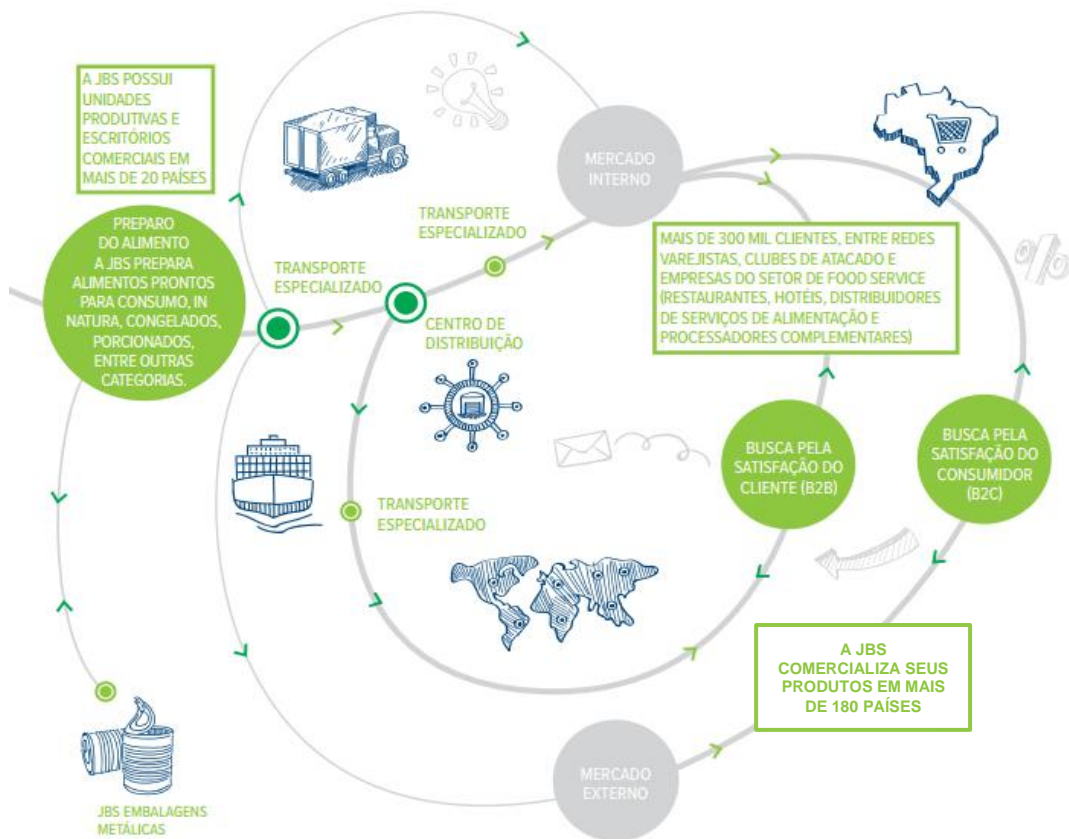 A JBS POSSUI
UNIDADES
PRODUTIVAS E
ESCRITÓRIOS
COMERCIAIS EM
MAIS DE 20 PAÍSES
PREPARO
DO ALIMENTO
A JBS PREPARA
ALIMENTOS PRONTOS
PARA CONSUMO, IN
NATURA, CONGELADOS,
PORCIONADOS,
ENTRE OUTRAS
CATEGORIAS.
TRANSPORTE
ESPECIALIZADO
TRANSPORTE
ESPECIALIZADO
MERCADO
INTERNO
CENTRO DE
DISTRIBUIÇÃO
MAIS DE 300 MIL CLIENTES, ENTRE REDES
VAREJISTAS, CLUBES DE ATACADO E
EMPRESAS DO SETOR DE FOOD SERVICE
(RESTAURANTES, HOTÉIS, DISTRIBUIDORES
DE SERVIÇOS DE ALIMENTAÇÃO E
PROCESSADORES COMPLEMENTARES)
%
TRANSPORTE
ESPECIALIZADO
BUSCA PELA
SATISFAÇÃO DO
CLIENTE (B2B)
BUSCA PELA
SATISFAÇÃO DO
CONSUMIDOR
(B2C)
A JBS
COMERCIALIZA SEUS
PRODUTOS EM MAIS
DE 180 PAÍSES
MERCADO
EXTERNO
JBS EMBALAGENS
METÁLICAS